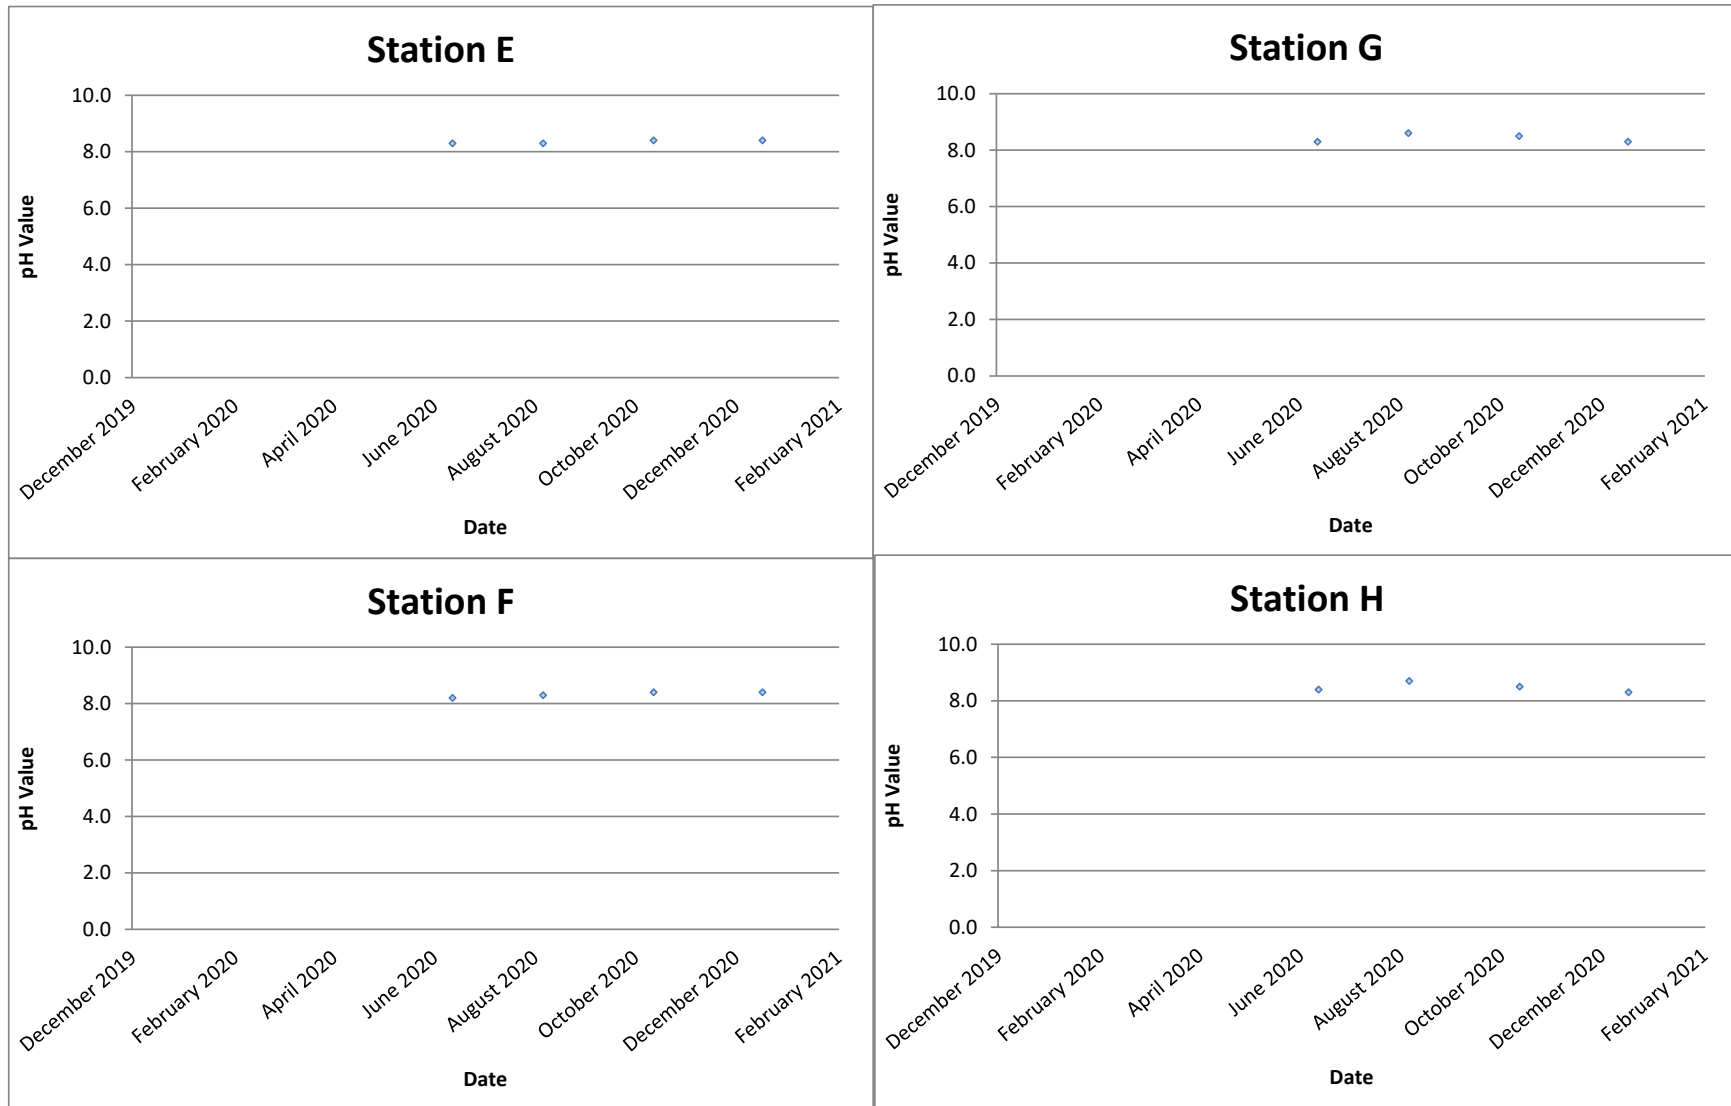 Station E
10.0
8.0
6.0
4.0
2.0
0.0
pH Value
December 2019
February 2020
April 2020
June 2020
August 2020
October 2020
December 2020
February 2021
Date
Station G
10.0
8.0
6.0
4.0
2.0
0.0
pH Value
December 2019
February 2020
April 2020
June 2020
August 2020
October 2020
December 2020
February 2021
Date
Station F
10.0
8.0
6.0
4.0
2.0
0.0
pH Value
December 2019
February 2020
April 2020
June 2020
August 2020
October 2020
December 2020
February 2021
Date
Station H
10.0
8.0
6.0
4.0
2.0
0.0
pH Value
December 2019
February 2020
April 2020
June 2020
August 2020
October 2020
December 2020
February 2021
Date